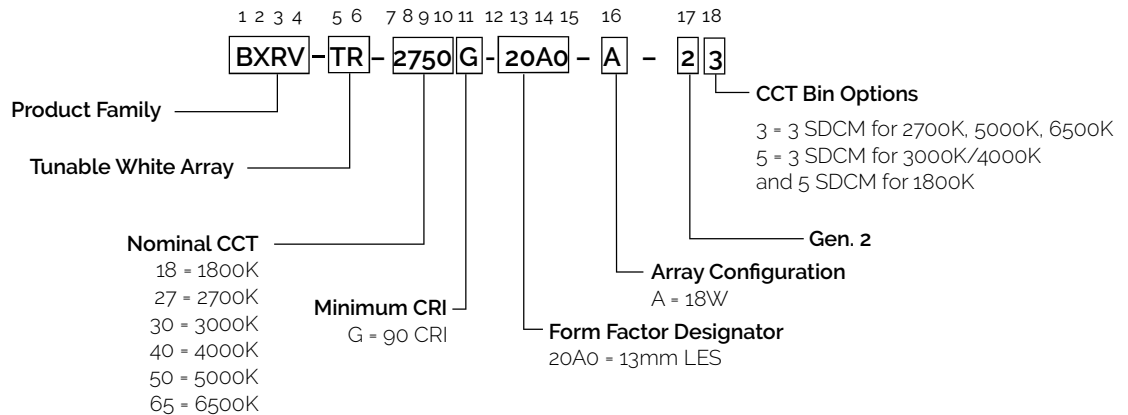 1 2 3 4 5 6 7 8 9 10 11 12 13 14 15 16 17 18
BXRV–TR–2750G-20A0–A–23
Product Family
Tunable White Array
Nominal CCT
18 = 1800K
27 = 2700K
30 = 3000K
40 = 4000K
50 = 5000K
65 = 6500K
Minimum CRI
G = 90 CRI
Form Factor Designator
20A0 = 13mm LES
Array Configuration
A = 18W
Gen. 2
CCT Bin Options
3 = 3 SDCM for 2700K, 5000K, 6500K
5 = 3 SDCM for 3000K/4000K
and 5 SDCM for 1800K